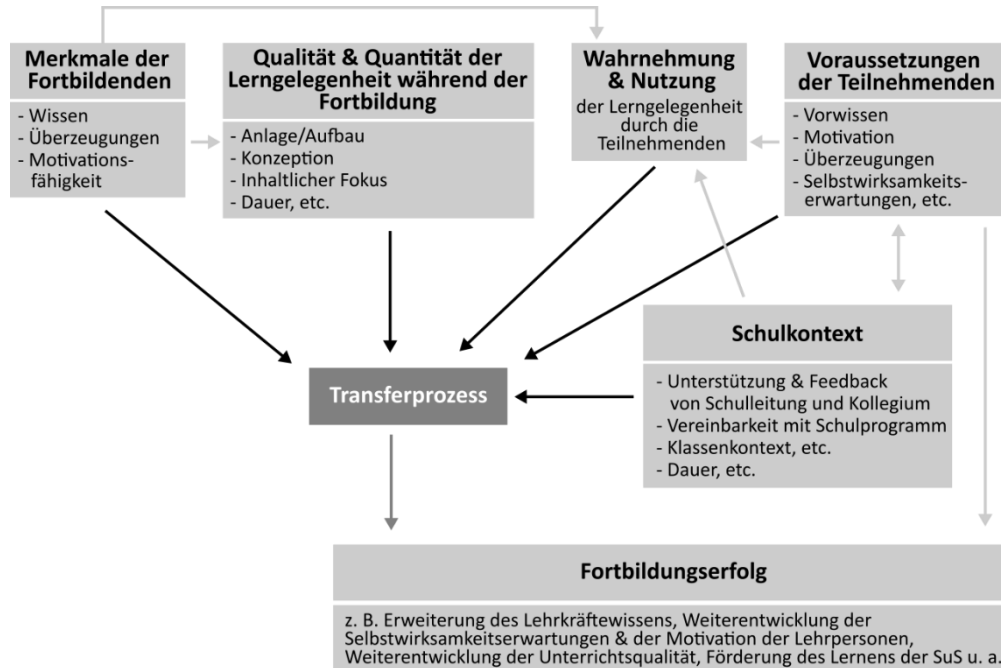 Merkmale der
Fortbildenden
- Wissen
- Überzeugungen
- Motivations-
fähigkeit
Qualität & Quantität der
Lerngelegenheit während der
Fortbildung
- Anlage/Aufbau
- Konzeption
- Inhaltlicher Fokus
- Dauer, etc.
Wahrnehmung
& Nutzung
der Lerngelegenheit
durch die
Teilnehmenden
Voraussetzungen
der Teilnehmenden
- Vorwissen
- Motivation
- Überzeugungen
- Selbstwirksamkeits-
erwartungen, etc.
Schulkontext
- Unterstützung & Feedback
von Schulleitung und Kollegium
- Vereinbarkeit mit Schulprogramm
- Klassenkontext, etc.
- Dauer, etc.
Transferprozess
Fortbildungserfolg
z. B. Erweiterung des Lehrkräftewissens, Weiterentwicklung der
Selbstwirksamkeitserwartungen & der Motivation der Lehrpersonen,
Weiterentwicklung der Unterrichtsqualität, Förderung des Lernens der SuS u. a.